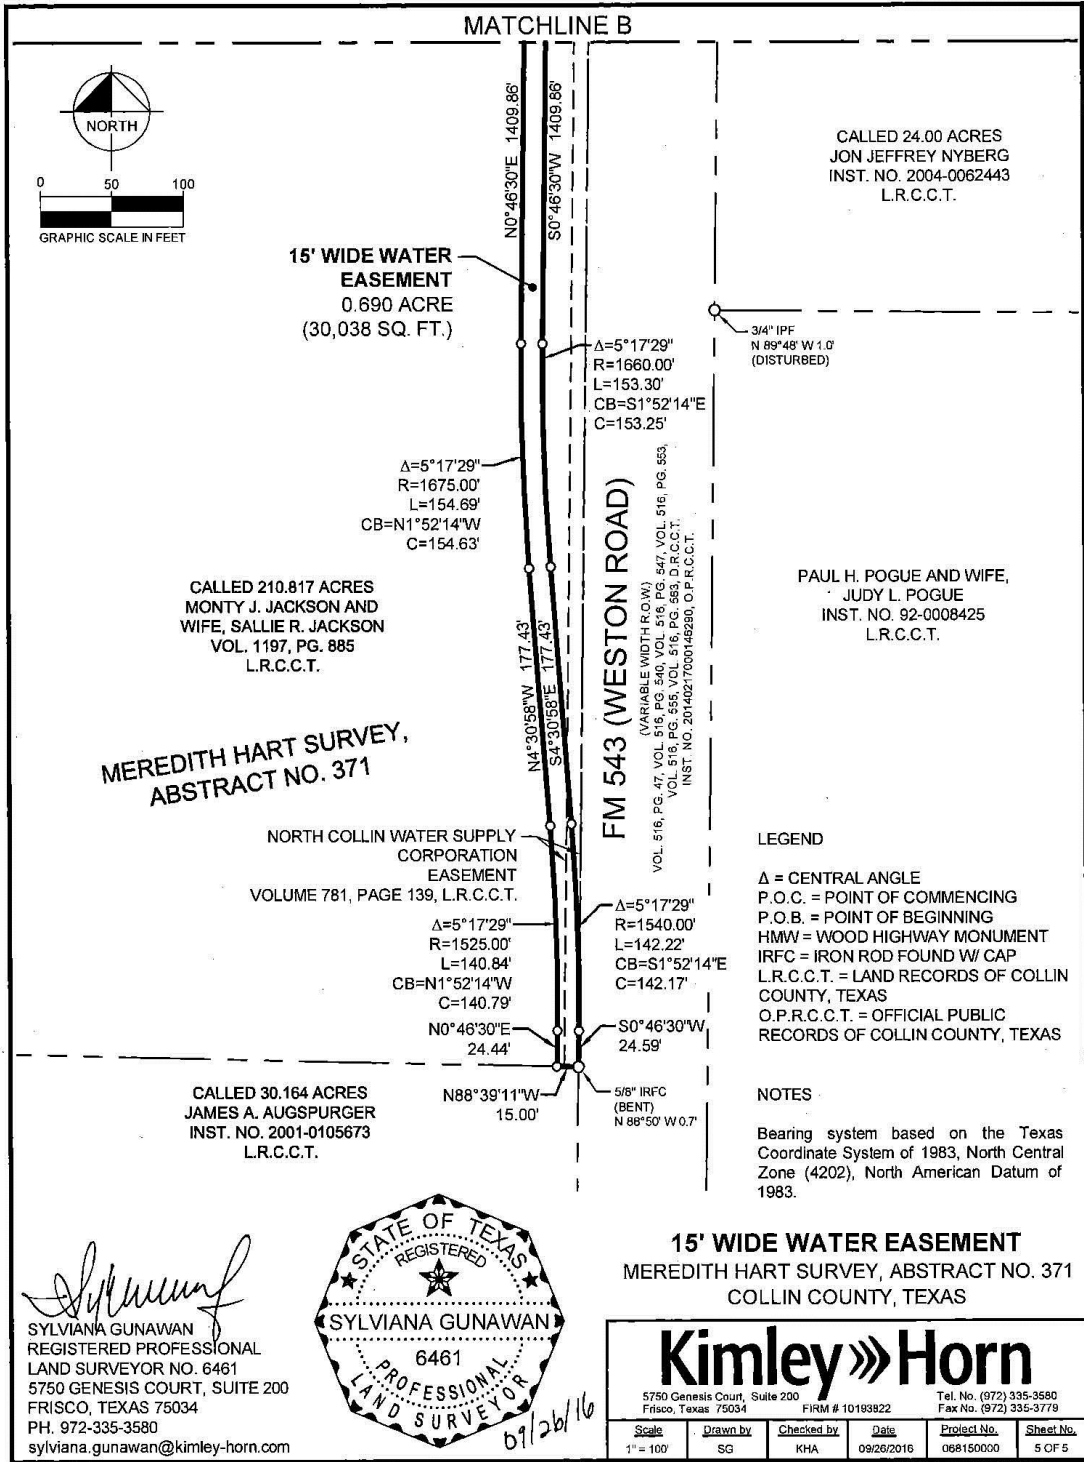 MATCHLINE B
NORTH
0 50 100
GRAPHIC SCALE IN FEET
N0°46'30"E 1409.86'
S0°46'30"W 1409.86'
CALLED 24.00 ACRES
JON JEFFREY NYBERG
INST. NO. 2004-0062443
L.R.C.C.T.
15' WIDE WATER
EASEMENT
0.690 ACRE
(30,038 SQ. FT.)
3/4" IPF
N 89°48' W 1.0'
(DISTURBED)
Δ=5°17'29"
R=1660.00'
L=153.30'
CB=S1°52'14"E
C=153.25'
Δ=5°17'29"
R=1675.00'
L=154.69'
CB=N1°52'14"W
C=154.63'
CALLED 210.817 ACRES
MONTY J. JACKSON AND
WIFE, SALLIE R. JACKSON
VOL. 1197, PG. 885
L.R.C.C.T.
N4°30'58"W 177.43'
S4°30'58"E 177.43'
FM 543 (WESTON ROAD)
(VARIABLE WIDTH R.O.W.)
VOL. 516, PG. 47, VOL. 516, PG. 540, VOL. 516, PG. 547, VOL. 516, PG. 553,
VOL. 516, PG. 555, VOL. 516, PG. 563, D.R.C.C.T.
INST. NO. 20140217000145290, O.P.R.C.C.T.
PAUL H. POGUE AND WIFE,
JUDY L. POGUE
INST. NO. 92-0008425
L.R.C.C.T.
MEREDITH HART SURVEY,
ABSTRACT NO. 371
NORTH COLLIN WATER SUPPLY
CORPORATION
EASEMENT
VOLUME 781, PAGE 139, L.R.C.C.T.
Δ=5°17'29"
R=1525.00'
L=140.84'
CB=N1°52'14"W
C=140.79'
Δ=5°17'29"
R=1540.00'
L=142.22'
CB=S1°52'14"E
C=142.17'
N0°46'30"E
24.44'
S0°46'30"W
24.59'
N88°39'11"W
15.00'
5/8" IRFC
(BENT)
N 88°50' W 0.7'
CALLED 30.164 ACRES
JAMES A. AUGSPURGER
INST. NO. 2001-0105673
L.R.C.C.T.
LEGEND
Δ = CENTRAL ANGLE
P.O.C. = POINT OF COMMENCING
P.O.B. = POINT OF BEGINNING
HMW = WOOD HIGHWAY MONUMENT
IRFC = IRON ROD FOUND W/ CAP
L.R.C.C.T. = LAND RECORDS OF COLLIN
COUNTY, TEXAS
O.P.R.C.C.T. = OFFICIAL PUBLIC
RECORDS OF COLLIN COUNTY, TEXAS
NOTES
Bearing system based on the Texas
Coordinate System of 1983, North Central
Zone (4202), North American Datum of
1983.
SYLVIANA GUNAWAN
REGISTERED PROFESSIONAL
LAND SURVEYOR NO. 6461
5750 GENESIS COURT, SUITE 200
FRISCO, TEXAS 75034
PH. 972-335-3580
sylviana.gunawan@kimley-horn.com
STATE OF TEXAS
REGISTERED
SYLVIANA GUNAWAN
6461
PROFESSIONAL
LAND SURVEYOR
09/26/16
15' WIDE WATER EASEMENT
MEREDITH HART SURVEY, ABSTRACT NO. 371
COLLIN COUNTY, TEXAS
Kimley»Horn
5750 Genesis Court, Suite 200
Frisco, Texas 75034
FIRM # 10193822
Tel. No. (972) 335-3580
Fax No. (972) 335-3779
Scale Drawn by Checked by Date Project No. Sheet No.
1" = 100' SG KHA 09/26/2016 068150000 5 OF 5